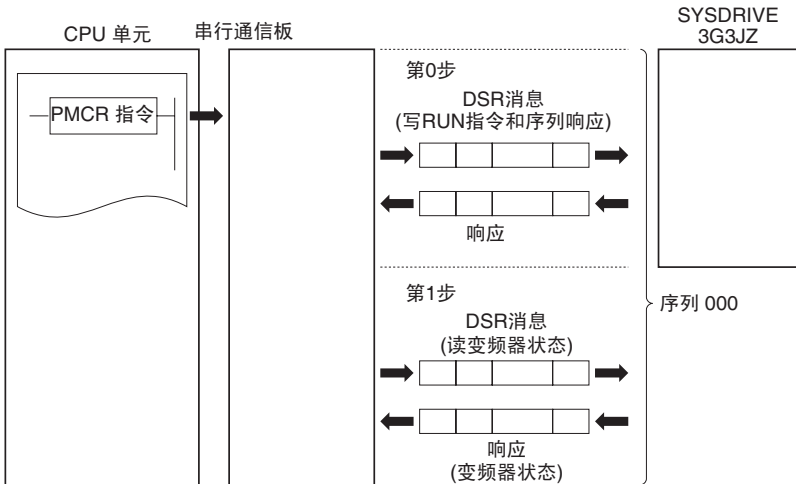 CPU 单元
串行通信板
SYSDRIVE
3G3JZ
PMCR 指令
第0步
DSR消息
(写RUN指令和序列响应)
响应
第1步
DSR消息
(读变频器状态)
响应
(变频器状态)
序列 000